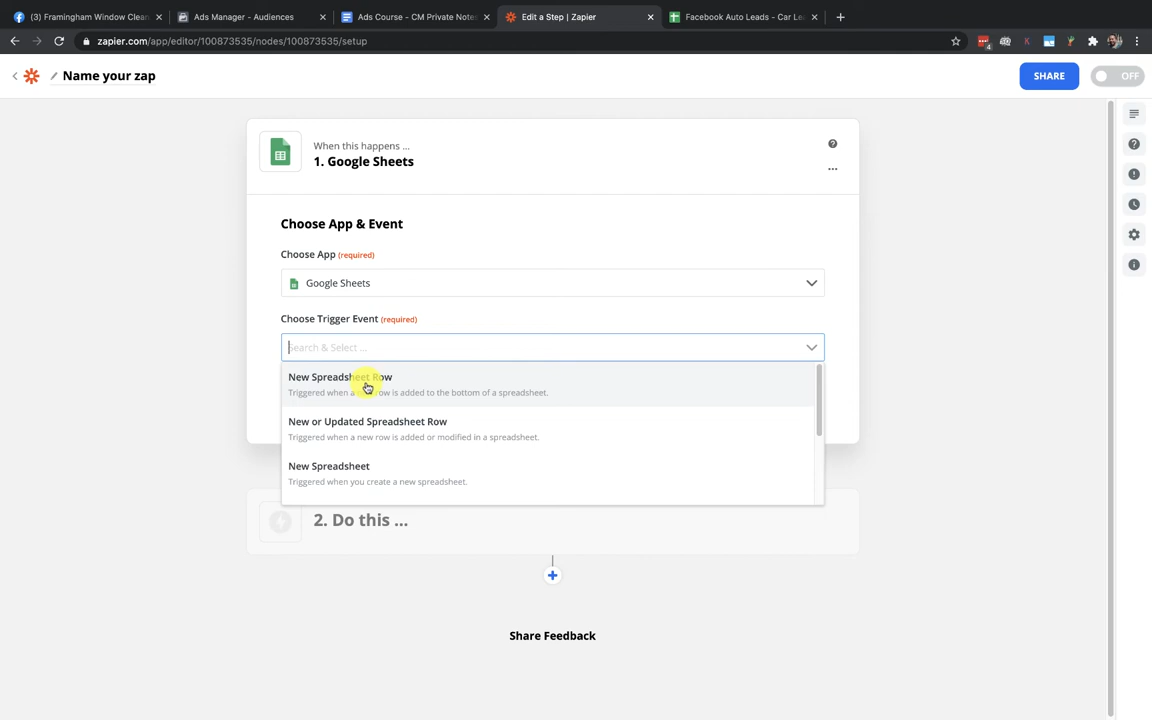 (3) Framingham Window Clean
Ads Manager - Audiences
Ads Course - CM Private Notes
Edit a Step | Zapier
Facebook Auto Leads - Car Le
zapier.com/app/editor/100873535/nodes/100873535/setup
4
K
Name your zap
SHARE
OFF
When this happens ...
1. Google Sheets
Choose App & Event
Choose App (required)
Google Sheets
Choose Trigger Event (required)
Search & Select ...
New Spreadsheet Row
Triggered when a new row is added to the bottom of a spreadsheet.
New or Updated Spreadsheet Row
Triggered when a new row is added or modified in a spreadsheet.
New Spreadsheet
Triggered when you create a new spreadsheet.
2. Do this ...
Share Feedback